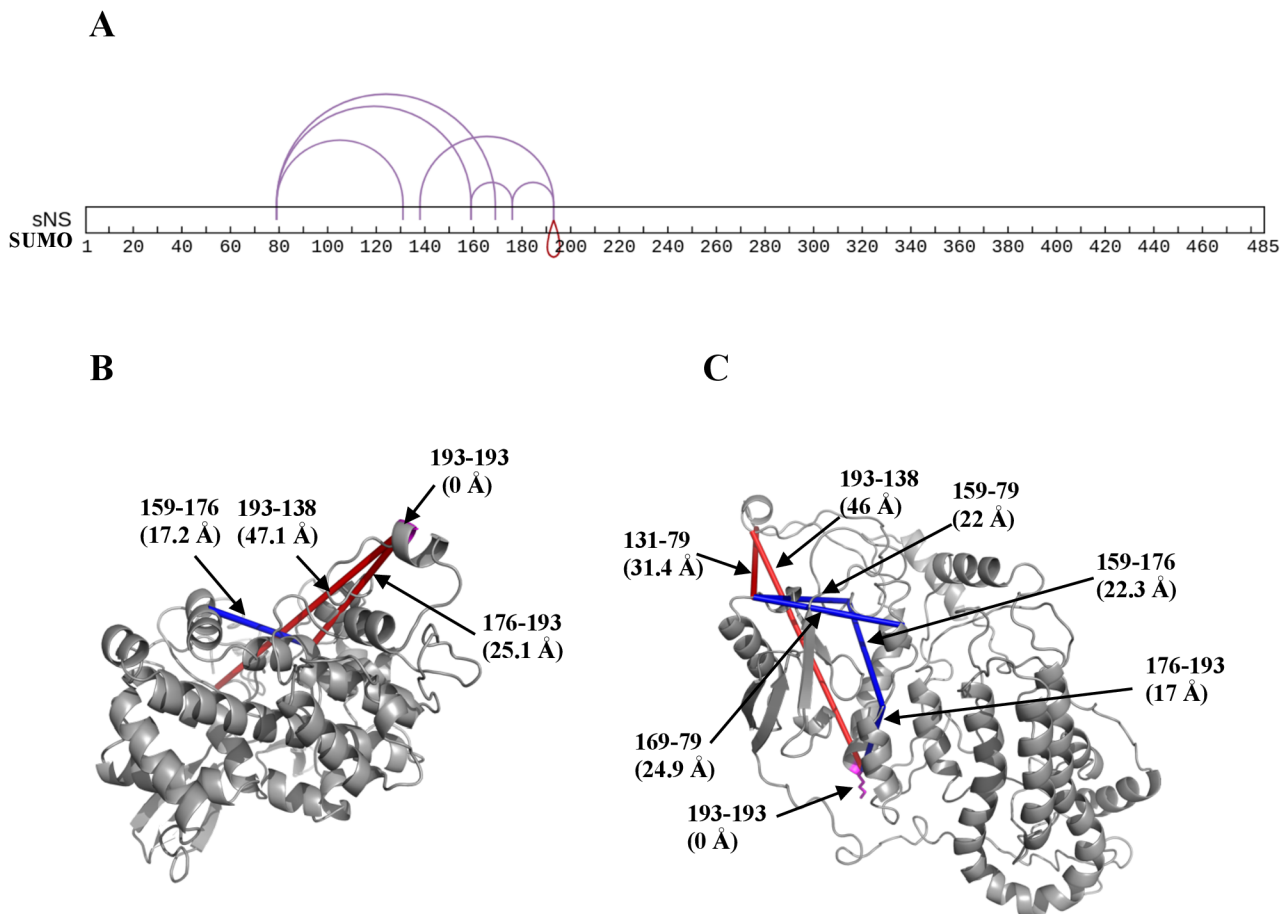 A
sNS
SUMO
1 20 40 60 80 100 120 140 160 180 200 220 240 260 280 300 320 340 360 380 400 420 440 460 485
B
C
193-193
(0 Å)
159-176
(17.2 Å)
193-138
(47.1 Å)
176-193
(25.1 Å)
193-138
(46 Å)
159-79
(22 Å)
131-79
(31.4 Å)
159-176
(22.3 Å)
176-193
(17 Å)
169-79
(24.9 Å)
193-193
(0 Å)